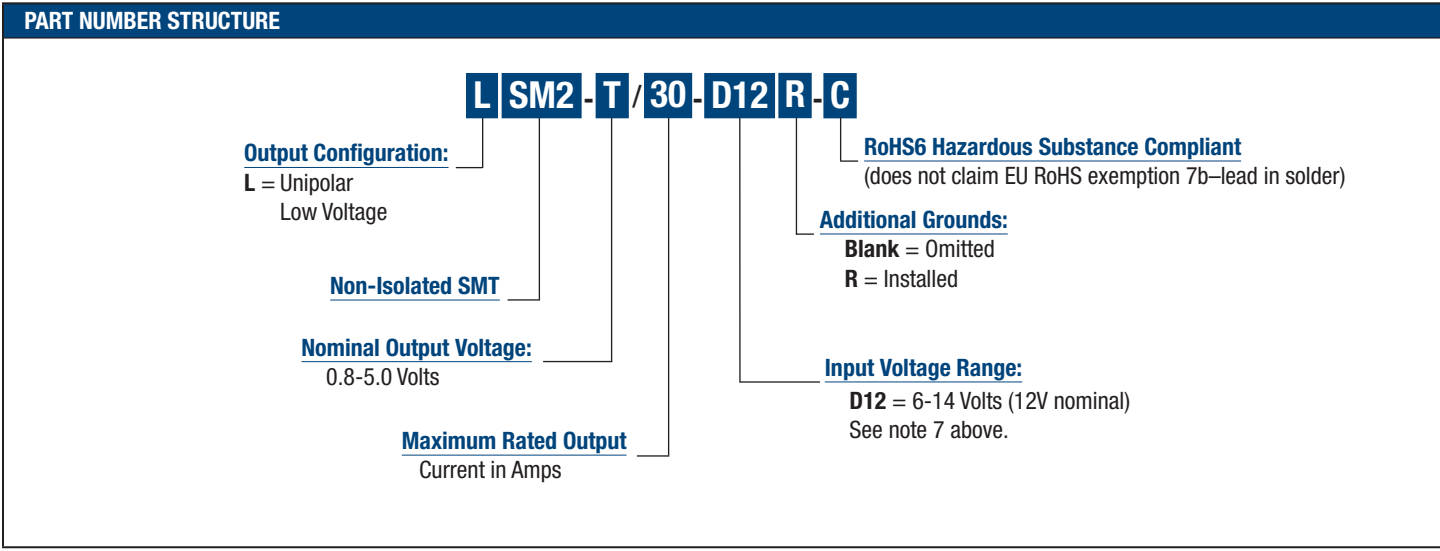 PART NUMBER STRUCTURE
L SM2 - T / 30 - D12 R - C
Output Configuration:
L = Unipolar
Low Voltage
Non-Isolated SMT
Nominal Output Voltage:
0.8-5.0 Volts
Maximum Rated Output
Current in Amps
RoHS6 Hazardous Substance Compliant
(does not claim EU RoHS exemption 7b–lead in solder)
Additional Grounds:
Blank = Omitted
R = Installed
Input Voltage Range:
D12 = 6-14 Volts (12V nominal)
See note 7 above.